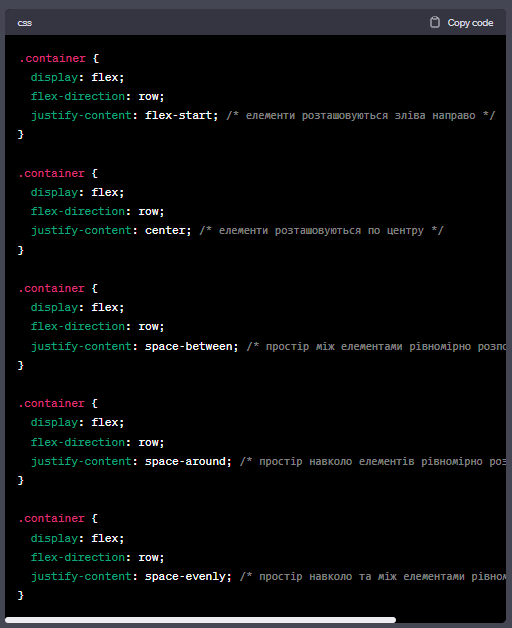 css
Copy code
.container {
display: flex;
flex-direction: row;
justify-content: flex-start; /* елементи розташовуються зліва направо */
}
.container {
display: flex;
flex-direction: row;
justify-content: center; /* елементи розташовуються по центру */
}
.container {
display: flex;
flex-direction: row;
justify-content: space-between; /* простір між елементами рівномірно розпо
}
.container {
display: flex;
flex-direction: row;
justify-content: space-around; /* простір навколо елементів рівномірно роз
}
.container {
display: flex;
flex-direction: row;
justify-content: space-evenly; /* простір навколо та між елементами рівном
}